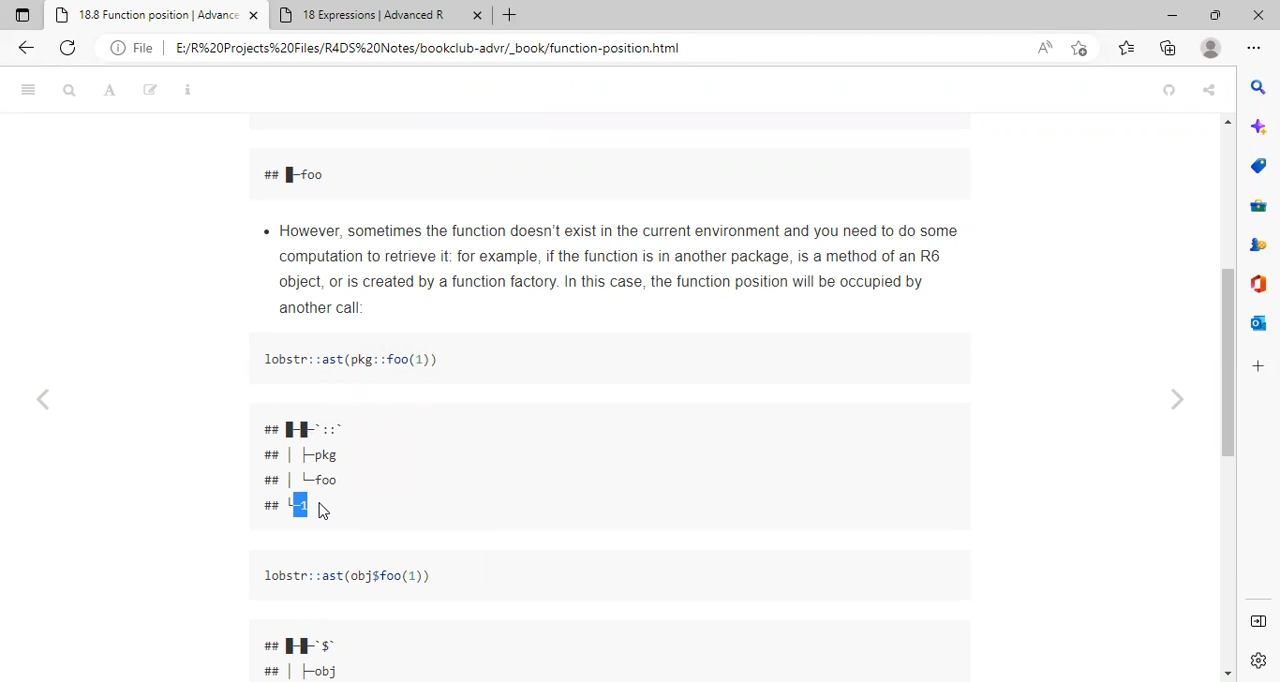 18.8 Function position | Advance
18 Expressions | Advanced R
File
E:/R%20Projects%20Files/R4DS%20Notes/bookclub-advr/_book/function-position.html
## █─foo
• However, sometimes the function doesn't exist in the current environment and you need to do some
computation to retrieve it: for example, if the function is in another package, is a method of an R6
object, or is created by a function factory. In this case, the function position will be occupied by
another call:
lobstr::ast(pkg::foo(1))
## █─█─`::`
## │ ├─pkg
## │ └─foo
## └─1
lobstr::ast(obj$foo(1))
## █─█─`$`
## │ ├─obj